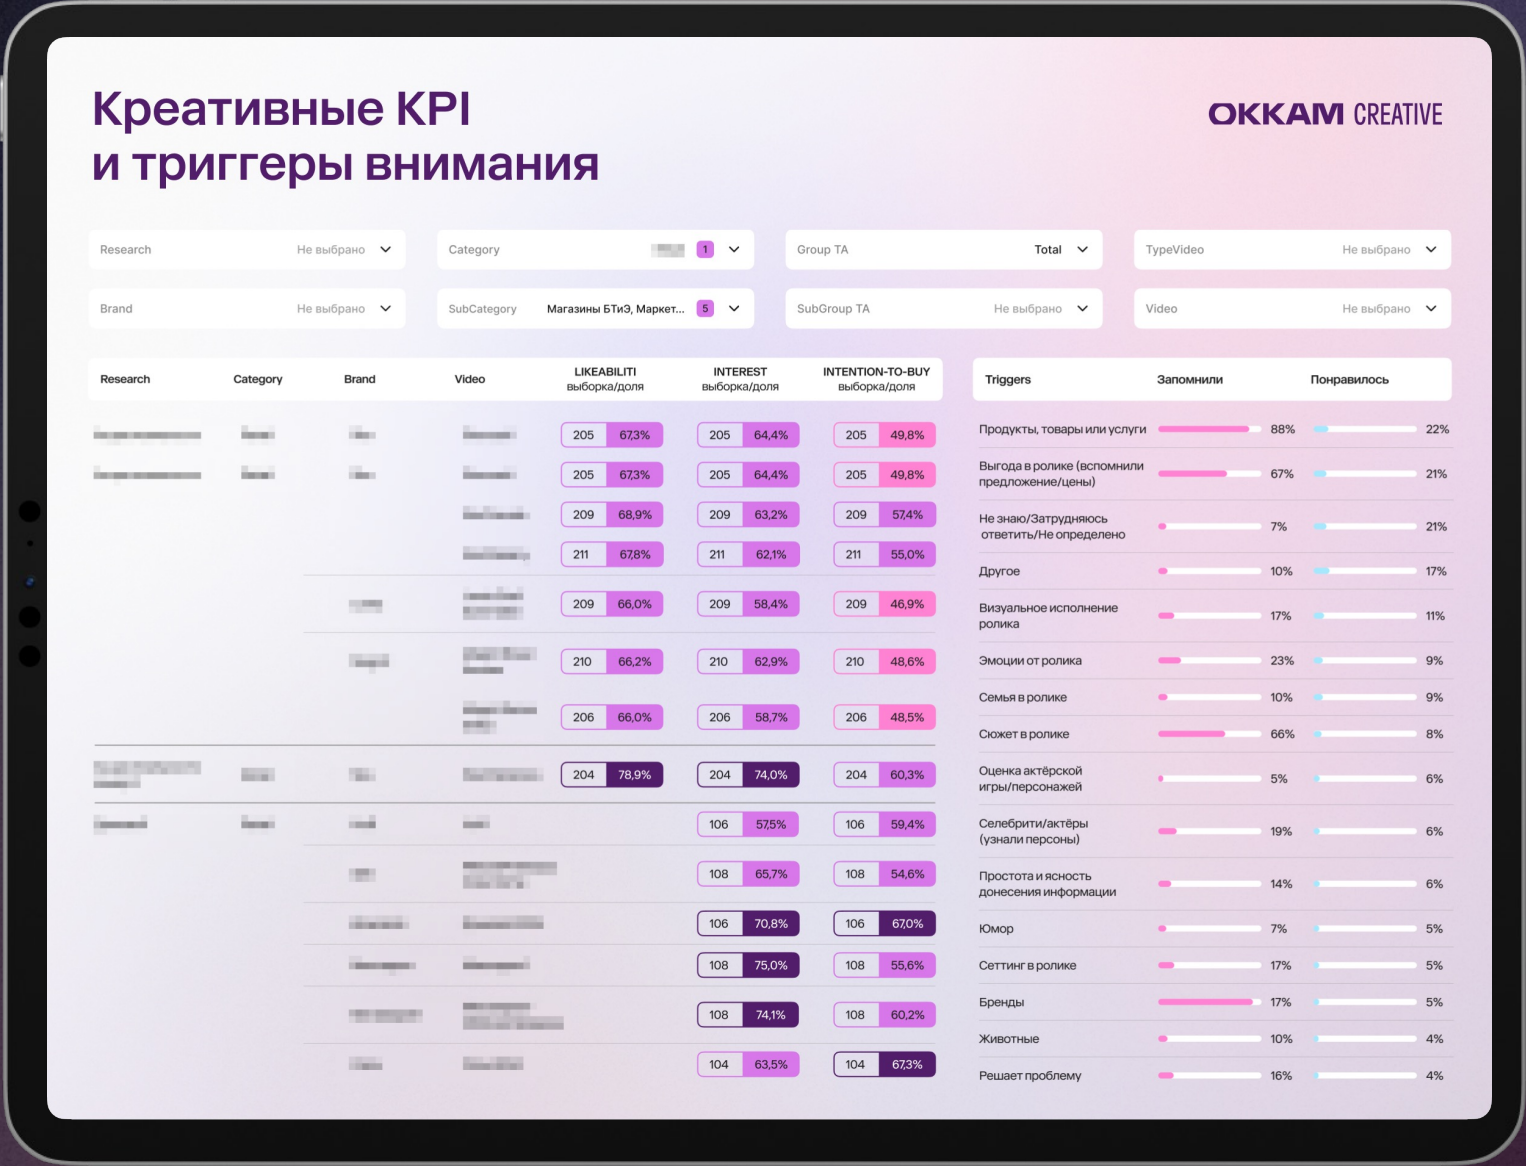 Креативные KPI
и триггеры внимания
OKKAM CREATIVE
Research Не выбрано
Category 1
Group TA Total
TypeVideo Не выбрано
Brand Не выбрано
SubCategory Магазины БТиЭ, Маркет... 5
SubGroup TA Не выбрано
Video Не выбрано
Research Category Brand Video
LIKEABILITI
выборка/доля
INTEREST
выборка/доля
INTENTION-TO-BUY
выборка/доля
205 67,3% 205 64,4% 205 49,8%
205 67,3% 205 64,4% 205 49,8%
209 68,9% 209 63,2% 209 57,4%
211 67,8% 211 62,1% 211 55,0%
209 66,0% 209 58,4% 209 46,9%
210 66,2% 210 62,9% 210 48,6%
206 66,0% 206 58,7% 206 48,5%
204 78,9% 204 74,0% 204 60,3%
106 57,5% 106 59,4%
108 65,7% 108 54,6%
106 70,8% 106 67,0%
108 75,0% 108 55,6%
108 74,1% 108 60,2%
104 63,5% 104 67,3%
Triggers Запомнили Понравилось
Продукты, товары или услуги 88% 22%
Выгода в ролике (вспомнили
предложение/цены) 67% 21%
Не знаю/Затрудняюсь
ответить/Не определено 7% 21%
Другое 10% 17%
Визуальное исполнение
ролика 17% 11%
Эмоции от ролика 23% 9%
Семья в ролике 10% 9%
Сюжет в ролике 66% 8%
Оценка актёрской
игры/персонажей 5% 6%
Селебрити/актёры
(узнали персоны) 19% 6%
Простота и ясность
донесения информации 14% 6%
Юмор 7% 5%
Сеттинг в ролике 17% 5%
Бренды 17% 5%
Животные 10% 4%
Решает проблему 16% 4%